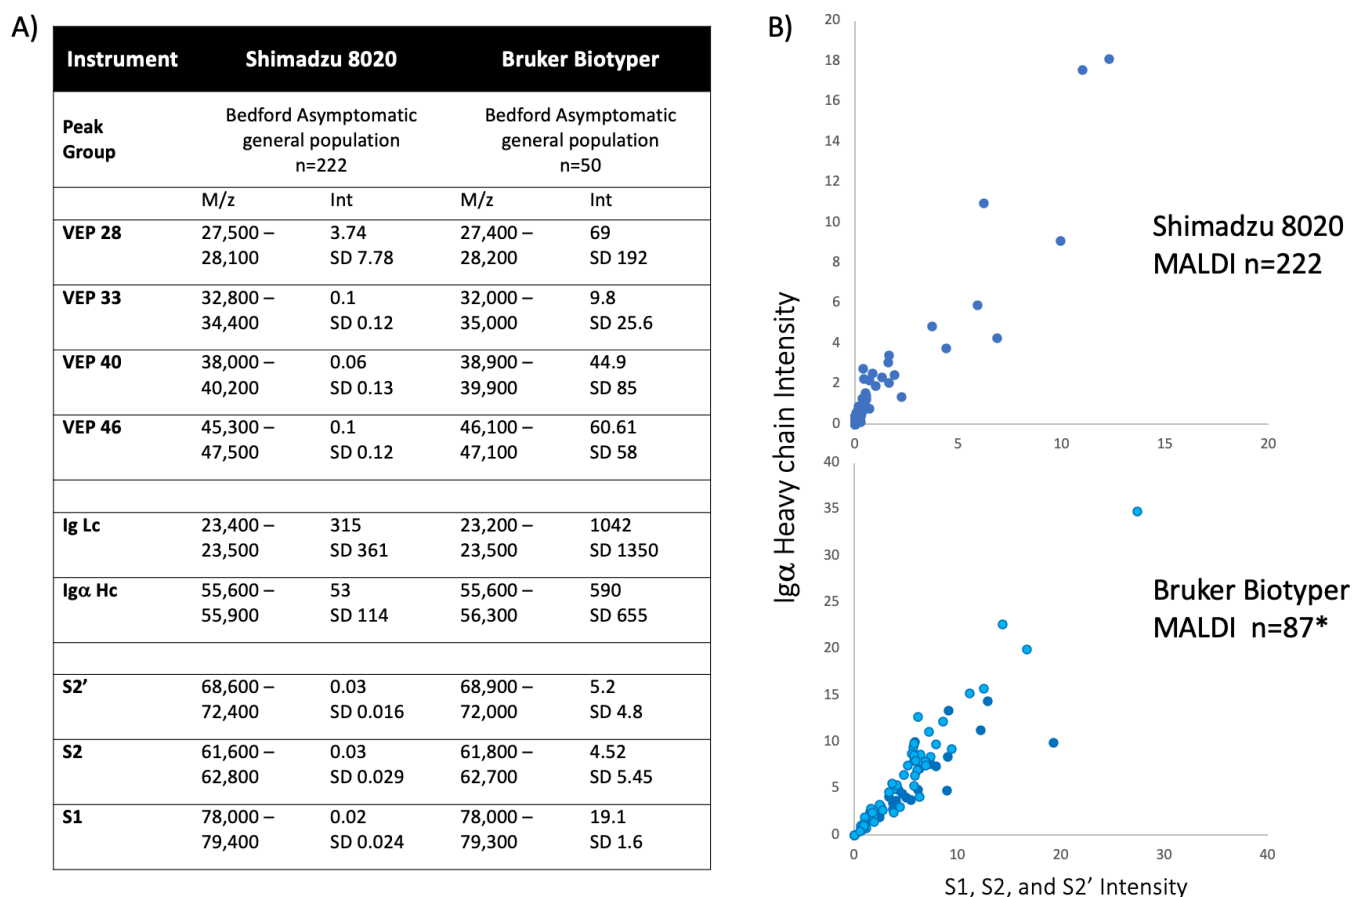 A)
Instrument Shimadzu 8020 Bruker Biotyper
Peak Group Bedford Asymptomatic general population n=222 Bedford Asymptomatic general population n=50
M/z Int M/z Int
VEP 28 27,500 – 3.74 27,400 – 69
28,100 SD 7.78 28,200 SD 192
VEP 33 32,800 – 0.1 32,000 – 9.8
34,400 SD 0.12 35,000 SD 25.6
VEP 40 38,000 – 0.06 38,900 – 44.9
40,200 SD 0.13 39,900 SD 85
VEP 46 45,300 – 0.1 46,100 – 60.61
47,500 SD 0.12 47,100 SD 58
Ig Lc 23,400 – 315 23,200 – 1042
23,500 SD 361 23,500 SD 1350
Igα Hc 55,600 – 53 55,600 – 590
55,900 SD 114 56,300 SD 655
S2’ 68,600 – 0.03 68,900 – 5.2
72,400 SD 0.016 72,000 SD 4.8
S2 61,600 – 0.03 61,800 – 4.52
62,800 SD 0.029 62,700 SD 5.45
S1 78,000 – 0.02 78,000 – 19.1
79,400 SD 0.024 79,300 SD 1.6
B)
Igα Heavy chain Intensity
20
18
16
14
12
10
8
6
4
2
0
0 5 10 15 20
Shimadzu 8020
MALDI n=222
40
35
30
25
20
15
10
5
0
0 10 20 30 40
Bruker Biotyper
MALDI n=87*
S1, S2, and S2’ Intensity